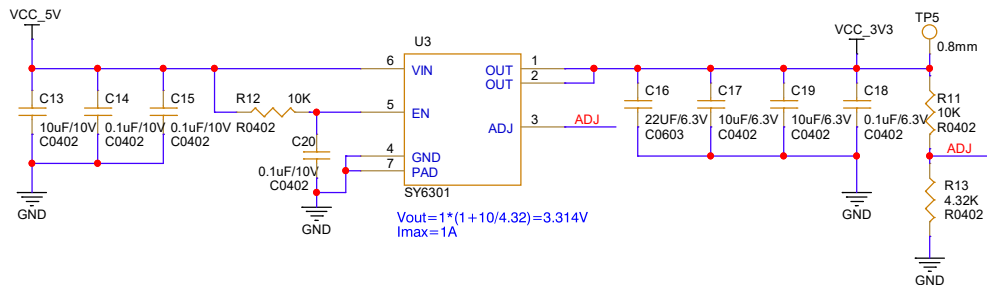 VCC_5V
VCC_3V3
TP5
0.8mm
U3
6
VIN
OUT
1
OUT
2
5
EN
ADJ
3
ADJ
4
GND
7
PAD
SY6301
C13
10uF/10V
C0402
C14
0.1uF/10V
C0402
C15
0.1uF/10V
C0402
R12
10K
R0402
C20
0.1uF/10V
C0402
C16
22UF/6.3V
C0603
C17
10uF/6.3V
C0402
C19
10uF/6.3V
C0402
C18
0.1uF/6.3V
C0402
R11
10K
R0402
ADJ
R13
4.32K
R0402
GND
GND
GND
GND
Vout=1*(1+10/4.32)=3.314V
Imax=1A